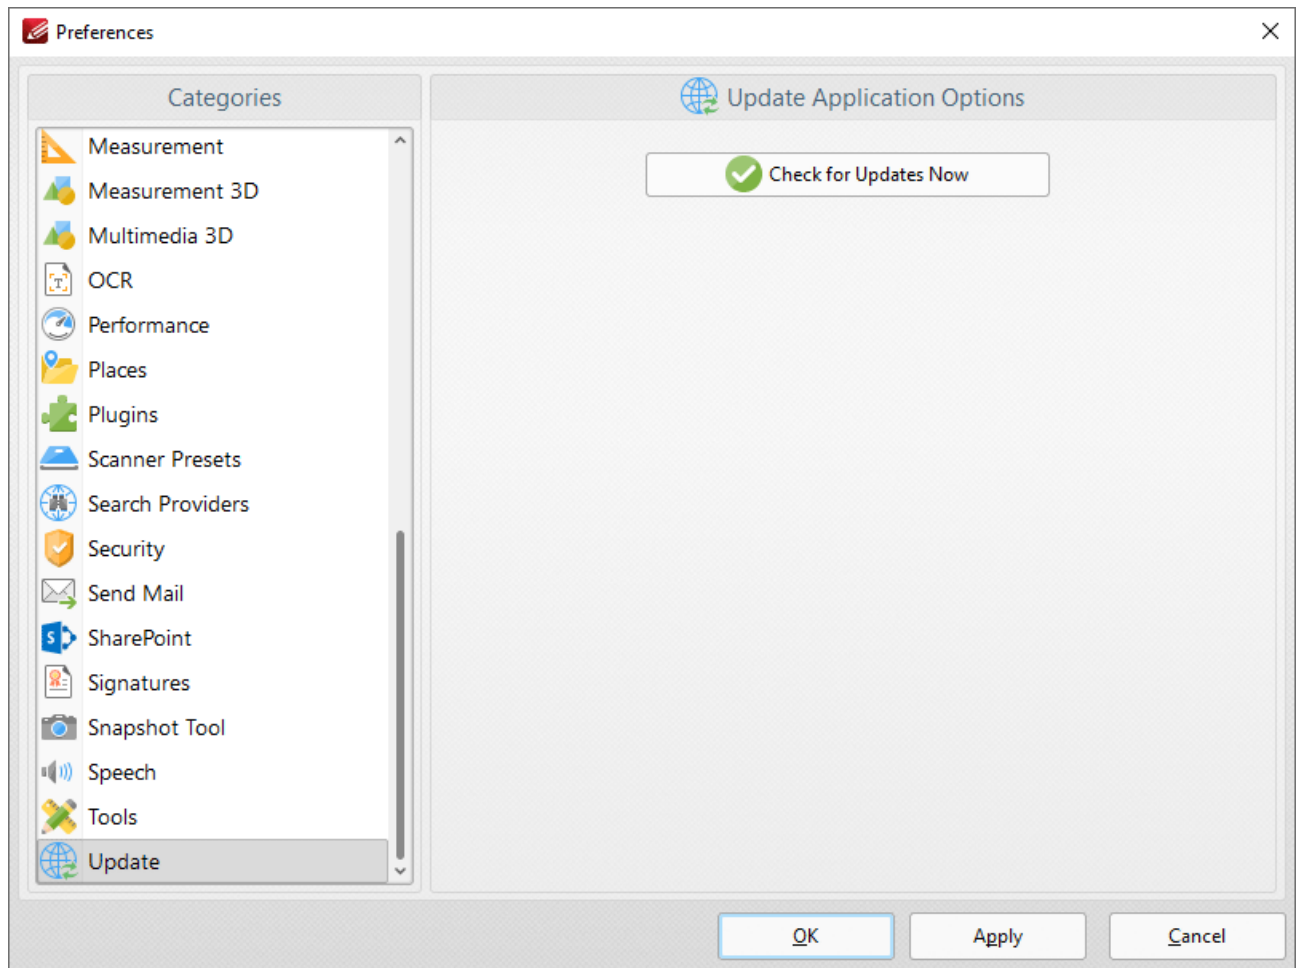 Preferences
Categories
Measurement
Measurement 3D
Multimedia 3D
OCR
Performance
Places
Plugins
Scanner Presets
Search Providers
Security
Send Mail
SharePoint
Signatures
Snapshot Tool
Speech
Tools
Update
Update Application Options
Check for Updates Now
OK
Apply
Cancel